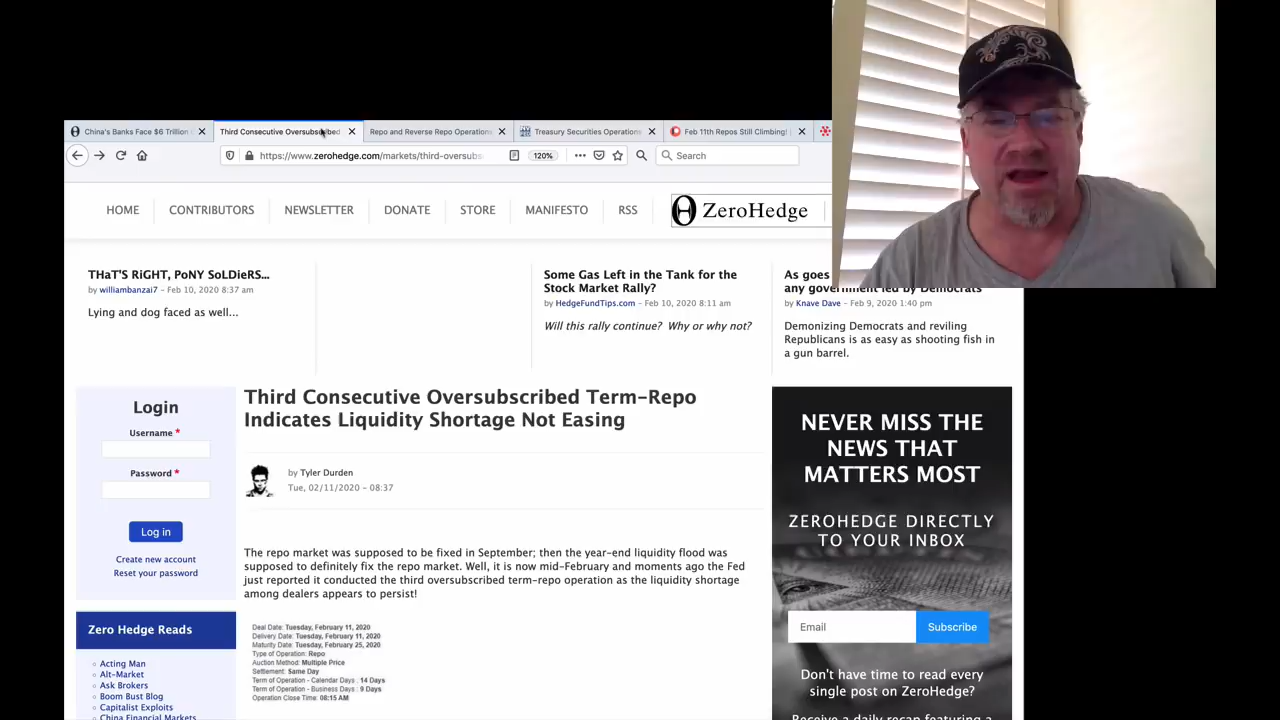 China's Banks Face $6 Trillion
Third Consecutive Oversubscribed
Repo and Reverse Repo Operations
Treasury Securities Operations
Feb 11th Repos Still Climbing! |
https://www.zerohedge.com/markets/third-oversubs
120%
Search
HOME
CONTRIBUTORS
NEWSLETTER
DONATE
STORE
MANIFESTO
RSS
ZeroHedge
THaT'S RiGHT, PoNY SoLDieRS...
by williambanzai7 - Feb 10, 2020 8:37 am
Lying and dog faced as well...
Some Gas Left in the Tank for the
Stock Market Rally?
by HedgeFundTips.com - Feb 10, 2020 8:11 am
Will this rally continue? Why or why not?
As goes
any government led by Democrats
by Knave Dave - Feb 9, 2020 1:40 pm
Demonizing Democrats and reviling
Republicans is as easy as shooting fish in
a gun barrel.
Login
Username *
Password *
Log in
Create new account
Reset your password
Zero Hedge Reads
Acting Man
Alt-Market
Ask Brokers
Boom Bust Blog
Capitalist Exploits
China Financial Markets
Third Consecutive Oversubscribed Term-Repo
Indicates Liquidity Shortage Not Easing
by Tyler Durden
Tue, 02/11/2020 - 08:37
The repo market was supposed to be fixed in September; then the year-end liquidity flood was
supposed to definitely fix the repo market. Well, it is now mid-February and moments ago the Fed
just reported it conducted the third oversubscribed term-repo operation as the liquidity shortage
among dealers appears to persist!
Deal Date: Tuesday, February 11, 2020
Delivery Date: Tuesday, February 11, 2020
Maturity Date: Tuesday, February 25, 2020
Type of Operation: Repo
Auction Method: Multiple Price
Settlement: Same Day
Term of Operation - Calendar Days : 14 Days
Term of Operation - Business Days : 9 Days
Operation Close Time: 08:15 AM
NEVER MISS THE
NEWS THAT
MATTERS MOST
ZEROHEDGE DIRECTLY
TO YOUR INBOX
Email
Subscribe
Don't have time to read every
single post on ZeroHedge?
Receive a daily recap featuring a